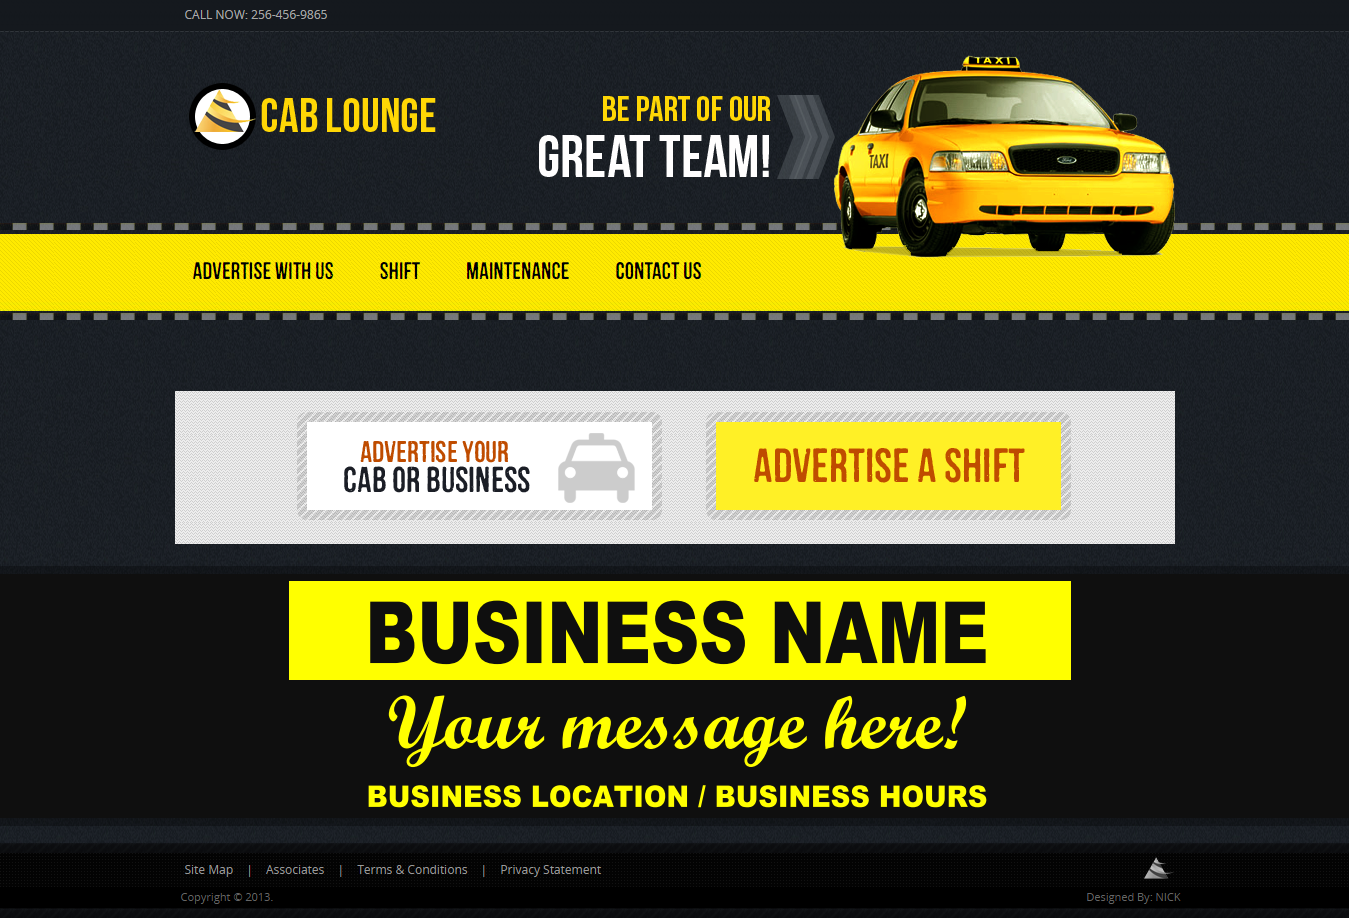 CALL NOW: 256-456-9865
CAB LOUNGE
BE PART OF OUR
GREAT TEAM!
TAXI
TAXI
Ford
ADVERTISE WITH US
SHIFT
MAINTENANCE
CONTACT US
ADVERTISE YOUR
CAB OR BUSINESS
ADVERTISE A SHIFT
BUSINESS NAME
Your message here!
BUSINESS LOCATION / BUSINESS HOURS
Site Map | Associates | Terms & Conditions | Privacy Statement
Copyright © 2013.
Designed By: NICK